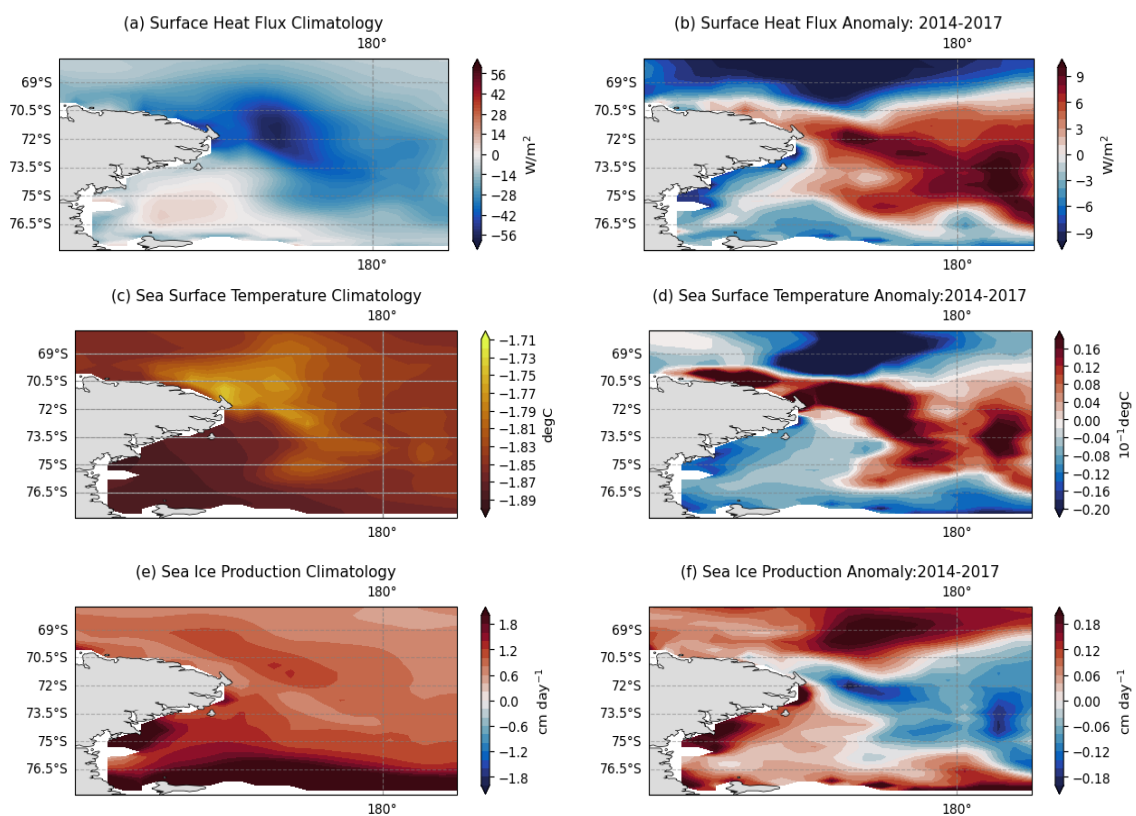 (a) Surface Heat Flux Climatology
180°
69°S
70.5°S
72°S
73.5°S
75°S
76.5°S
180°
56
42
28
14
0
−14
−28
−42
−56
W/m²
(b) Surface Heat Flux Anomaly: 2014-2017
180°
69°S
70.5°S
72°S
73.5°S
75°S
76.5°S
180°
9
6
3
0
−3
−6
−9
W/m²
(c) Sea Surface Temperature Climatology
69°S
70.5°S
72°S
73.5°S
75°S
76.5°S
180°
−1.71
−1.73
−1.75
−1.77
−1.79
−1.81
−1.83
−1.85
−1.87
−1.89
degC
(d) Sea Surface Temperature Anomaly:2014-2017
69°S
70.5°S
72°S
73.5°S
75°S
76.5°S
180°
0.16
0.12
0.08
0.04
0.00
−0.04
−0.08
−0.12
−0.16
−0.20
10⁻¹degC
(e) Sea Ice Production Climatology
180°
69°S
70.5°S
72°S
73.5°S
75°S
76.5°S
180°
1.8
1.2
0.6
0.0
−0.6
−1.2
−1.8
cm day⁻¹
(f) Sea Ice Production Anomaly:2014-2017
180°
69°S
70.5°S
72°S
73.5°S
75°S
76.5°S
180°
0.18
0.12
0.06
0.00
−0.06
−0.12
−0.18
cm day⁻¹